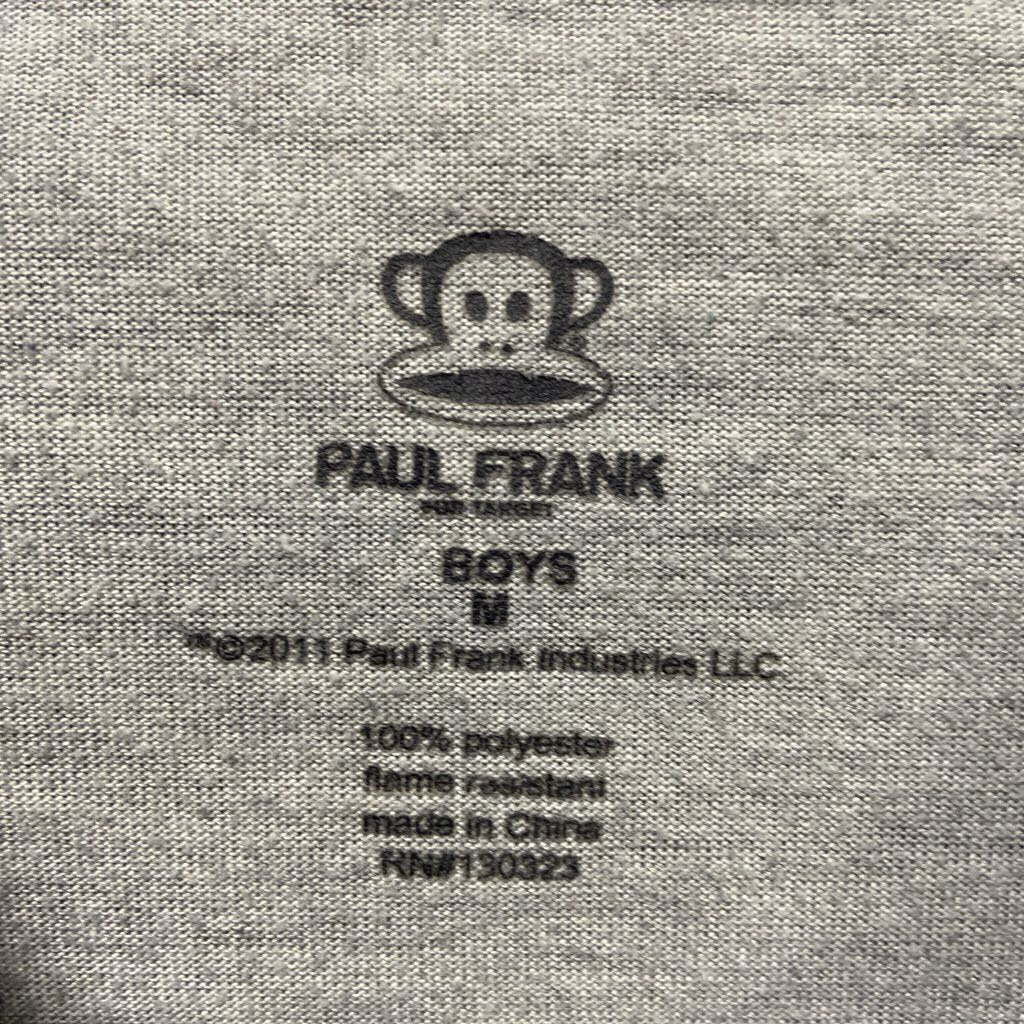 PAUL FRANK
FOR TARGET
BOYS
M
™©2011 Paul Frank Industries LLC
100% polyester
flame resistant
made in China
RN#130323